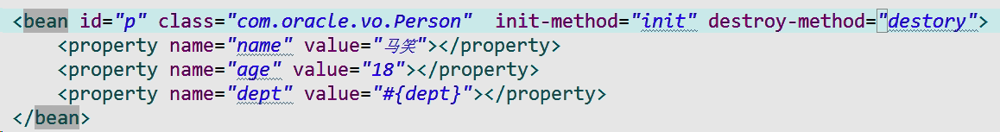 <bean id="p" class="com.oracle.vo.Person"  init-method="init" destroy-method="destory">
    <property name="name" value="马笑"></property>
    <property name="age" value="18"></property>
    <property name="dept" value="#{dept}"></property>
</bean>